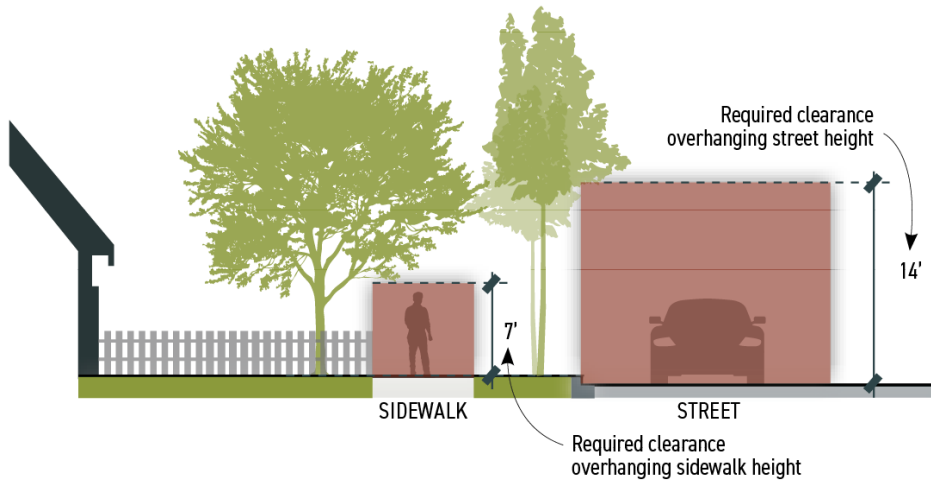 Required clearance
overhanging street height
14'
7'
SIDEWALK
STREET
Required clearance
overhanging sidewalk height